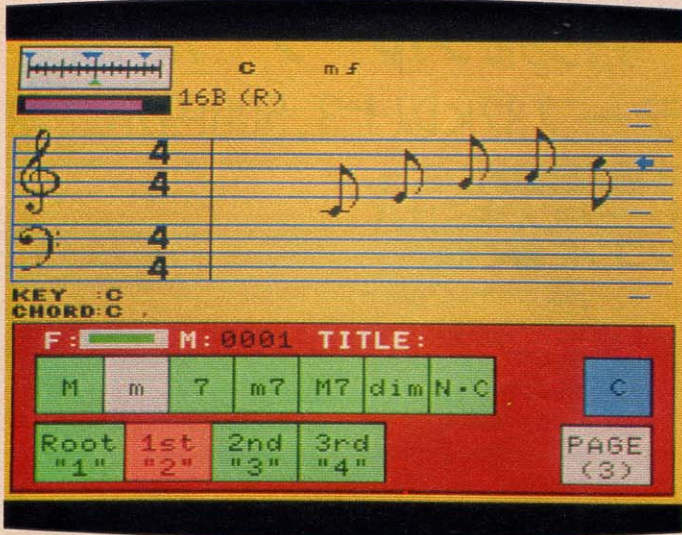 C mf
16B (R)
4 4
4 4
KEY :C
CHORD:C
F: M:0001 TITLE:
M m 7 m7 M7 dim N·C C
Root 1st 2nd 3rd PAGE
"1" "2" "3" "4" (3)